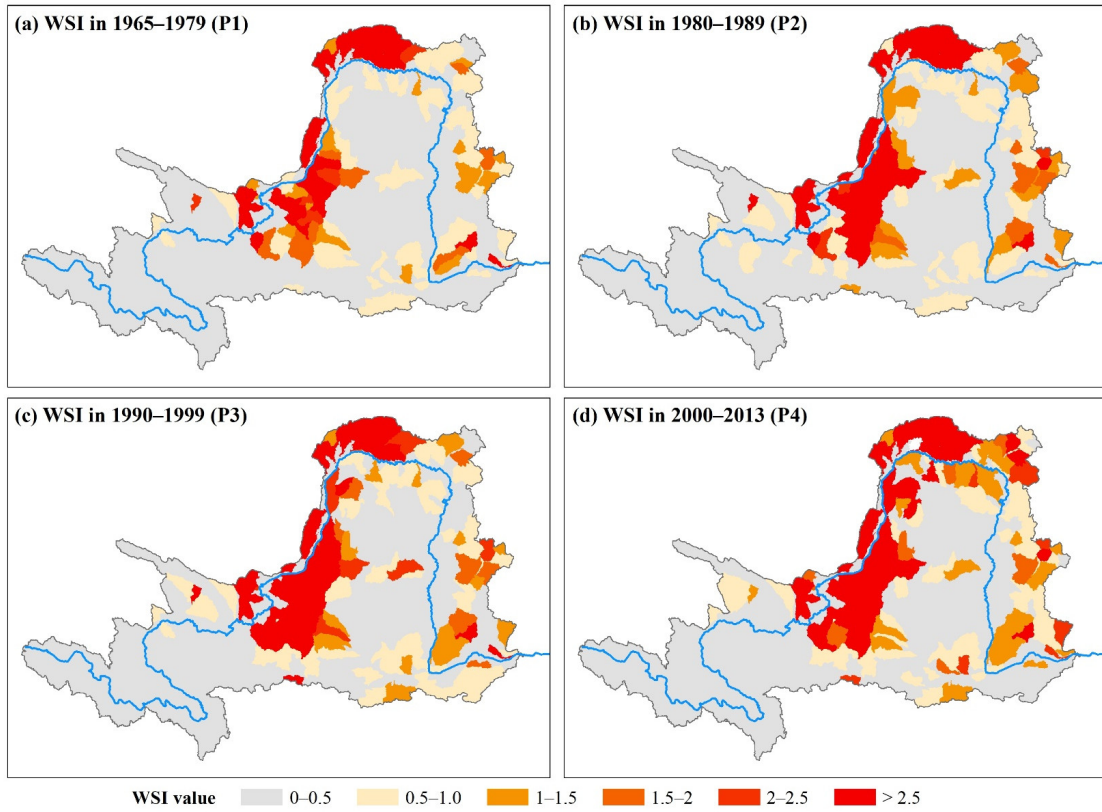 (a) WSI in 1965–1979 (P1)
(b) WSI in 1980–1989 (P2)
(c) WSI in 1990–1999 (P3)
(d) WSI in 2000–2013 (P4)
WSI value 0–0.5 0.5–1.0 1–1.5 1.5–2 2–2.5 > 2.5